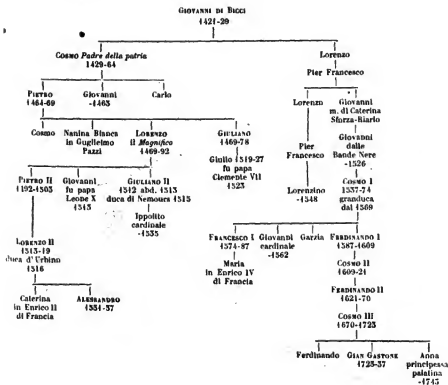 GIOVANNI DI BICCI
1421-29
COSMO Padre della patria
1429-64
Lorenzo
Pier Francesco
PIETRO
1464-69
Giovanni
-1463
Carlo
Lorenzo
Giovanni
m. di Caterina
Sforza-Riario
Cosmo
Nanina Bianca
in Guglielmo
Pazzi
LORENZO
il Magnifico
1469-92
GIULIANO
1469-78
Giulio 1519-27
fu papa
Clemente VII
1523
Pier
Francesco
Giovanni
dalle
Bande Nere
-1526
PIETRO II
1492-1503
Giovanni
fu papa
Leone X
1513
GIULIANO II
1512 abd. 1513
duca di Nemours 1515
Ippolito
cardinale
-1535
Lorenzino
-1548
COSMO I
1537-74
granduca
dal 1569
LORENZO II
1513-19
duca d'Urbino
1516
FRANCESCO I
1574-87
Giovanni
cardinale
-1562
Garzia
FERDINANDO I
1587-1609
Maria
in Enrico IV
di Francia
COSMO II
1609-21
Caterina
in Enrico II
di Francia
ALESSANDRO
1531-37
FERDINANDO II
1621-70
COSMO III
1670-1723
Ferdinando
GIAN GASTONE
1723-37
Anna
principessa
palatina
-1743